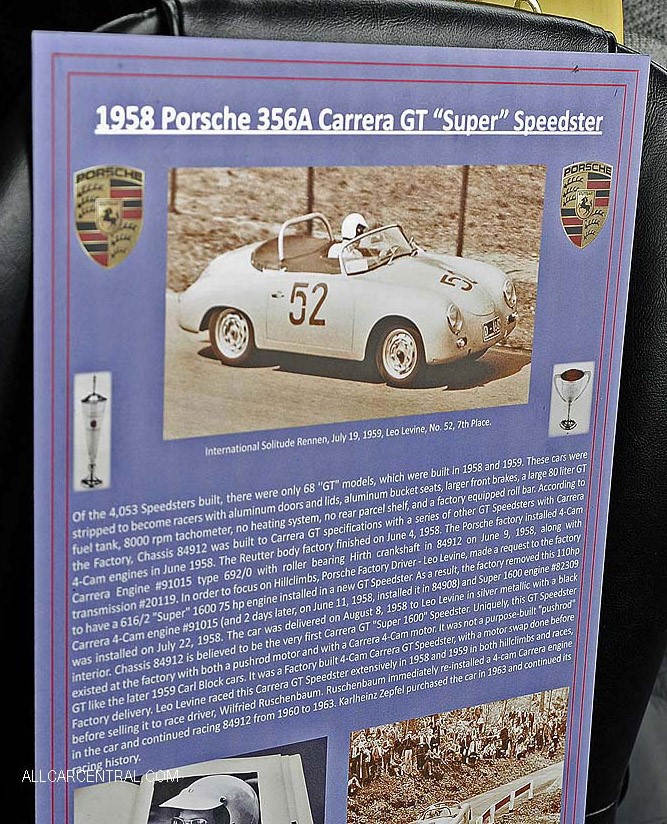 1958 Porsche 356A Carrera GT “Super” Speedster
PORSCHE
PORSCHE
52
52
International Solitude Rennen, July 19, 1959, Leo Levine, No. 52, 7th Place.
Of the 4,053 Speedsters built, there were only 68 "GT" models, which were built in 1958 and 1959. These cars were
stripped to become racers with aluminum doors and lids, aluminum bucket seats, larger front brakes, a large 80 liter GT
fuel tank, 8000 rpm tachometer, no heating system, no rear parcel shelf, and a factory equipped roll bar. According to
the Factory, Chassis 84912 was built to Carrera GT specifications with a series of other GT Speedsters with Carrera
4-Cam engines in June 1958. The Reutter body factory finished on June 4, 1958. The Porsche factory installed 4-Cam
Carrera Engine #91015 type 692/0 with roller bearing Hirth crankshaft in 84912 on June 9, 1958, along with
transmission #20119. In order to focus on Hillclimbs, Porsche Factory Driver - Leo Levine, made a request to the factory
to have a 616/2 “Super” 1600 75 hp engine installed in a new GT Speedster. As a result, the factory removed this 110hp
Carrera 4-Cam engine #91015 (and 2 days later, on June 11, 1958, installed it in 84908) and Super 1600 engine #82309
was installed on July 22, 1958. The car was delivered on August 8, 1958 to Leo Levine in silver metallic with a black
interior. Chassis 84912 is believed to be the very first Carrera GT “Super 1600” Speedster. Uniquely, this GT Speedster
existed at the factory with both a pushrod motor and with a Carrera 4-Cam motor. It was not a purpose-built “pushrod”
GT like the later 1959 Carl Block cars. It was a Factory built 4-Cam Carrera GT Speedster, with a motor swap done before
Factory delivery. Leo Levine raced this Carrera GT Speedster extensively in 1958 and 1959 in both hillclimbs and races,
before selling it to race driver, Wilfried Ruschenbaum. Ruschenbaum immediately re-installed a 4-cam Carrera engine
in the car and continued racing 84912 from 1960 to 1963. Karlheinz Zepfel purchased the car in 1963 and continued its
racing history.
ALLCARCENTRAL.COM